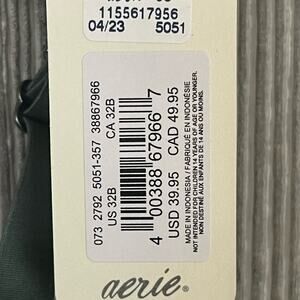 1155617956
04/23 5051
073 2792 5051-357 38867966
US 32B CA 32B
4 00388 67966 7
USD 39.95 CAD 49.95
MADE IN INDONESIA / FABRIQUÉ EN INDONÉSIE
NOT INTENDED FOR CHILDREN 14 YEARS OF AGE OR YOUNGER.
NON DESTINÉ AUX ENFANTS DE 14 ANS OU MOINS.
aerie®